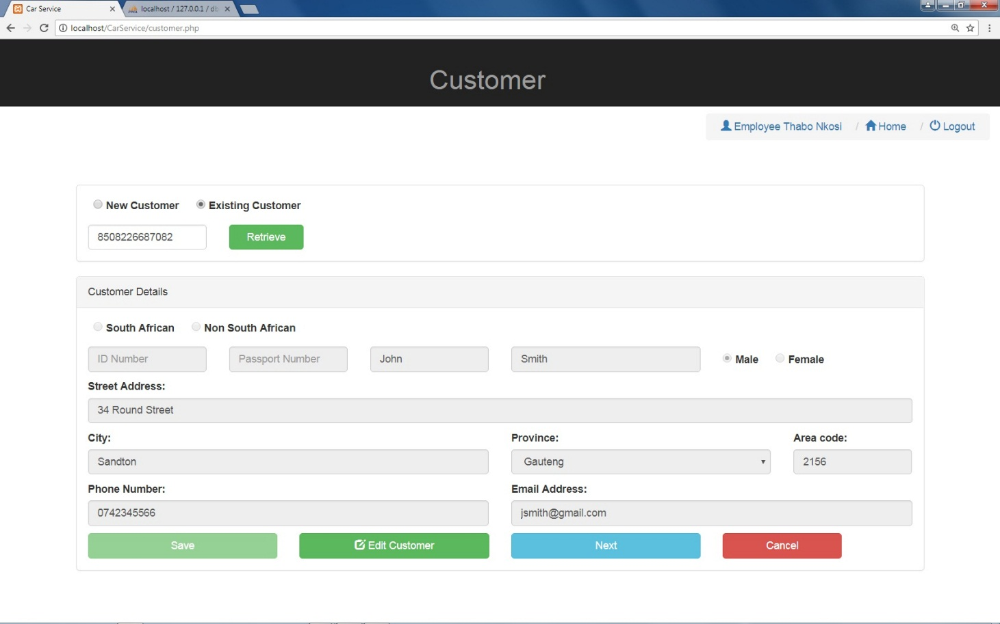 Car Service
localhost / 127.0.0.1 / db
localhost/CarService/customer.php
Customer
Employee Thabo Nkosi / Home / Logout
New Customer Existing Customer
8508226687082 Retrieve
Customer Details
South African Non South African
ID Number Passport Number John Smith Male Female
Street Address:
34 Round Street
City: Province: Area code:
Sandton Gauteng 2156
Phone Number: Email Address:
0742345566 jsmith@gmail.com
Save Edit Customer Next Cancel